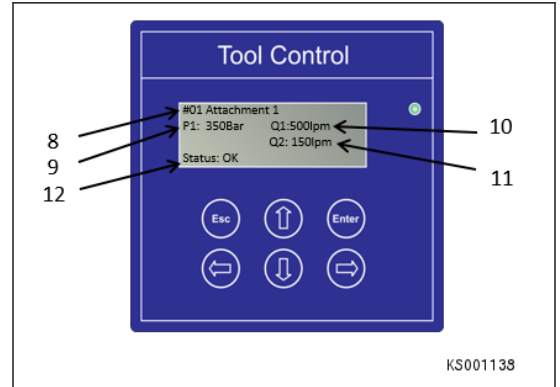 Tool Control
#01 Attachment 1
8
P1: 350Bar Q1:500lpm
10
9
Q2: 150lpm
11
12
Status: OK
Esc
Enter
KS001138